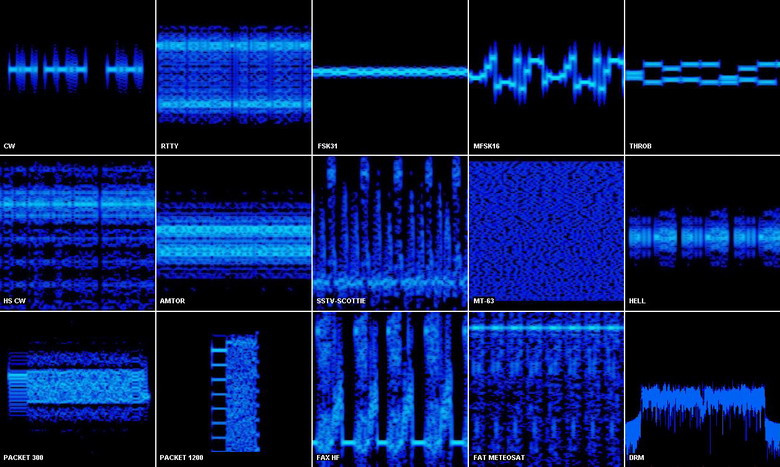 CW
RTTY
FSK31
MFSK16
THROB
HS CW
AMTOR
SSTV-SCOTTIE
MT-63
HELL
PACKET 300
PACKET 1200
FAX HF
FAT METEOSAT
DRM